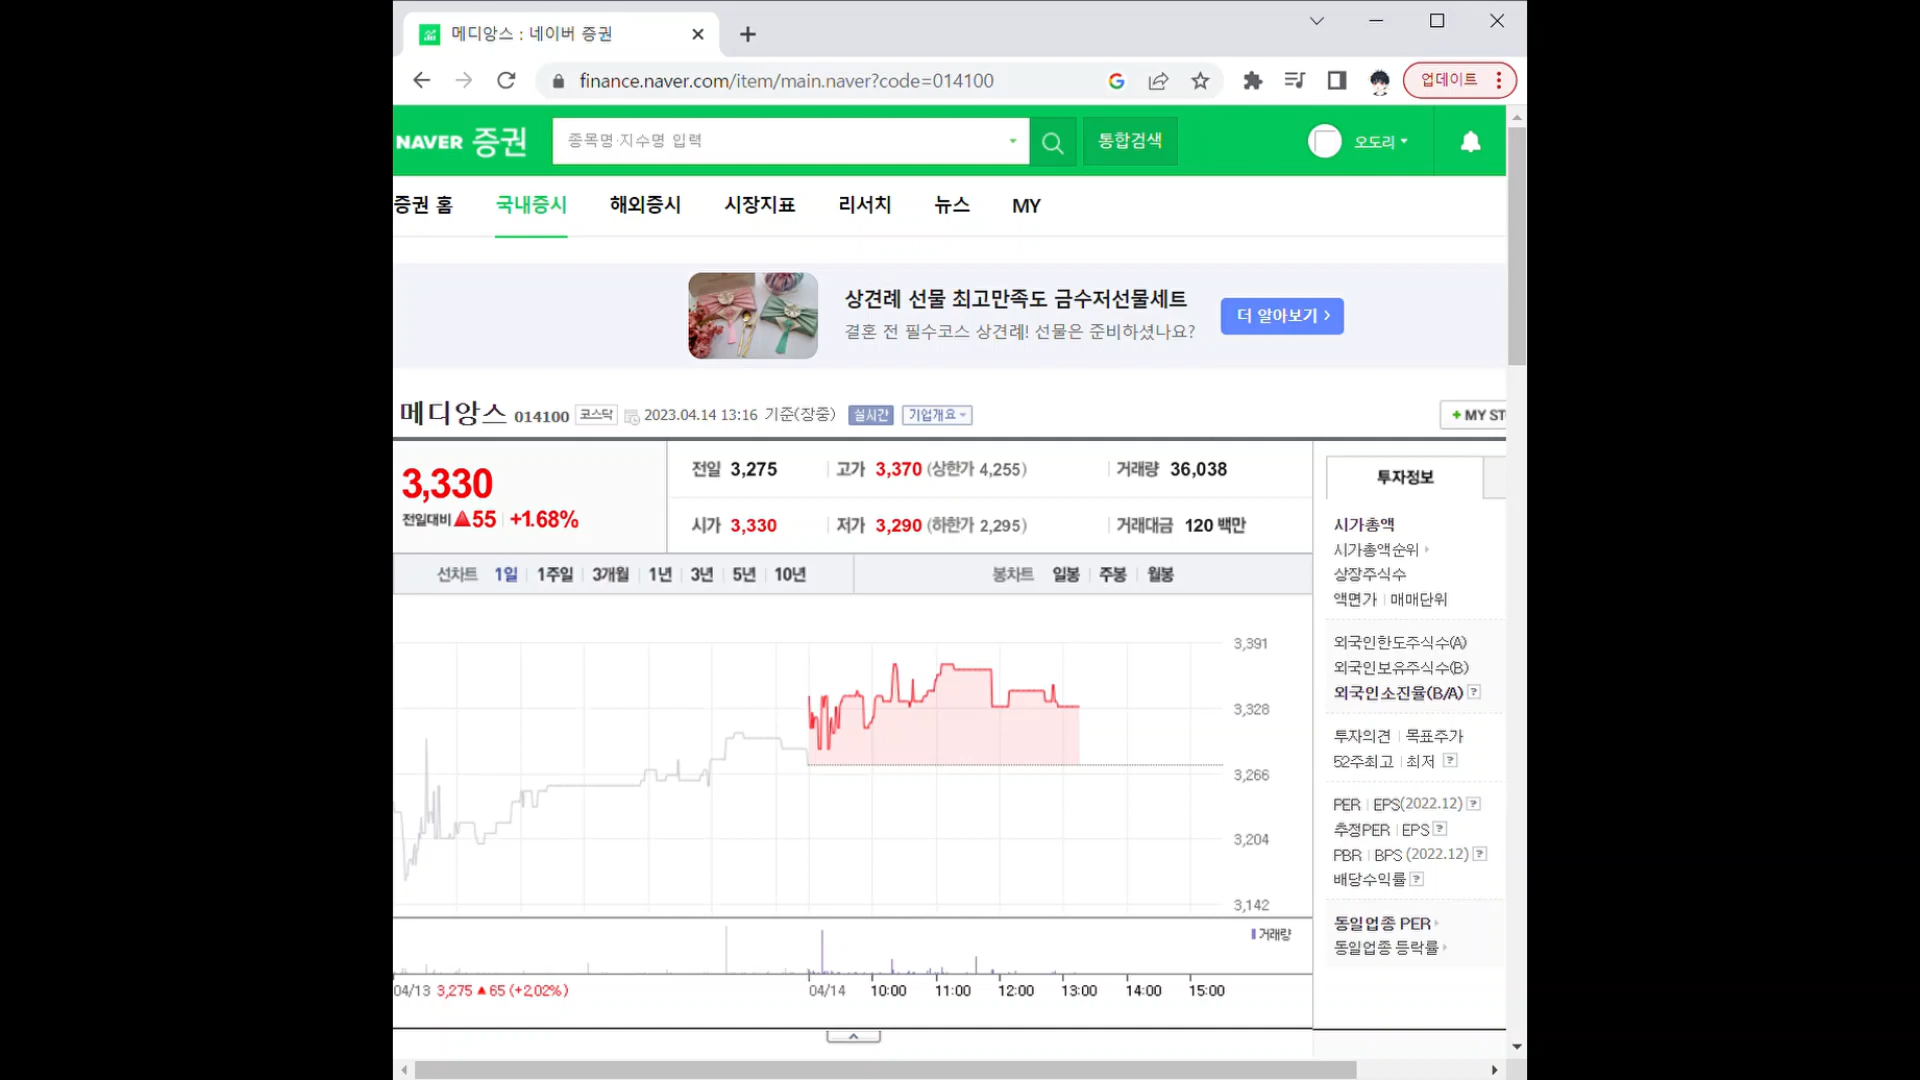 메디앙스 : 네이버 증권
finance.naver.com/item/main.naver?code=014100
업데이트
NAVER 증권
종목명·지수명 입력
통합검색
오도리
증권 홈 국내증시 해외증시 시장지표 리서치 뉴스 MY
상견례 선물 최고만족도 금수저선물세트
결혼 전 필수코스 상견례! 선물은 준비하셨나요?
더 알아보기 >
메디앙스 014100 코스닥 2023.04.14 13:16 기준(장중) 실시간 기업개요
+ MY ST
3,330
전일대비 ▲55 +1.68%
전일 3,275 고가 3,370 (상한가 4,255) 거래량 36,038
시가 3,330 저가 3,290 (하한가 2,295) 거래대금 120 백만
선차트 1일 1주일 3개월 1년 3년 5년 10년
봉차트 일봉 주봉 월봉
3,391
3,328
3,266
3,204
3,142
거래량
04/13 3,275 ▲65 (+2.02%)
04/14 10:00 11:00 12:00 13:00 14:00 15:00
투자정보
시가총액
시가총액순위
상장주식수
액면가 | 매매단위
외국인한도주식수(A)
외국인보유주식수(B)
외국인소진율(B/A) ?
투자의견 | 목표주가
52주최고 | 최저 ?
PER | EPS(2022.12) ?
추정PER | EPS ?
PBR | BPS (2022.12) ?
배당수익률 ?
동일업종 PER
동일업종 등락률